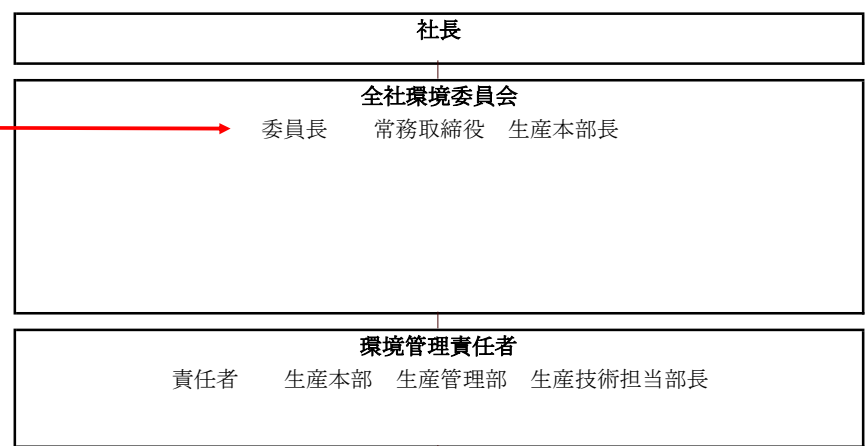 社長
全社環境委員会
委員長　　常務取締役　生産本部長
環境管理責任者
責任者　　生産本部　生産管理部　生産技術担当部長